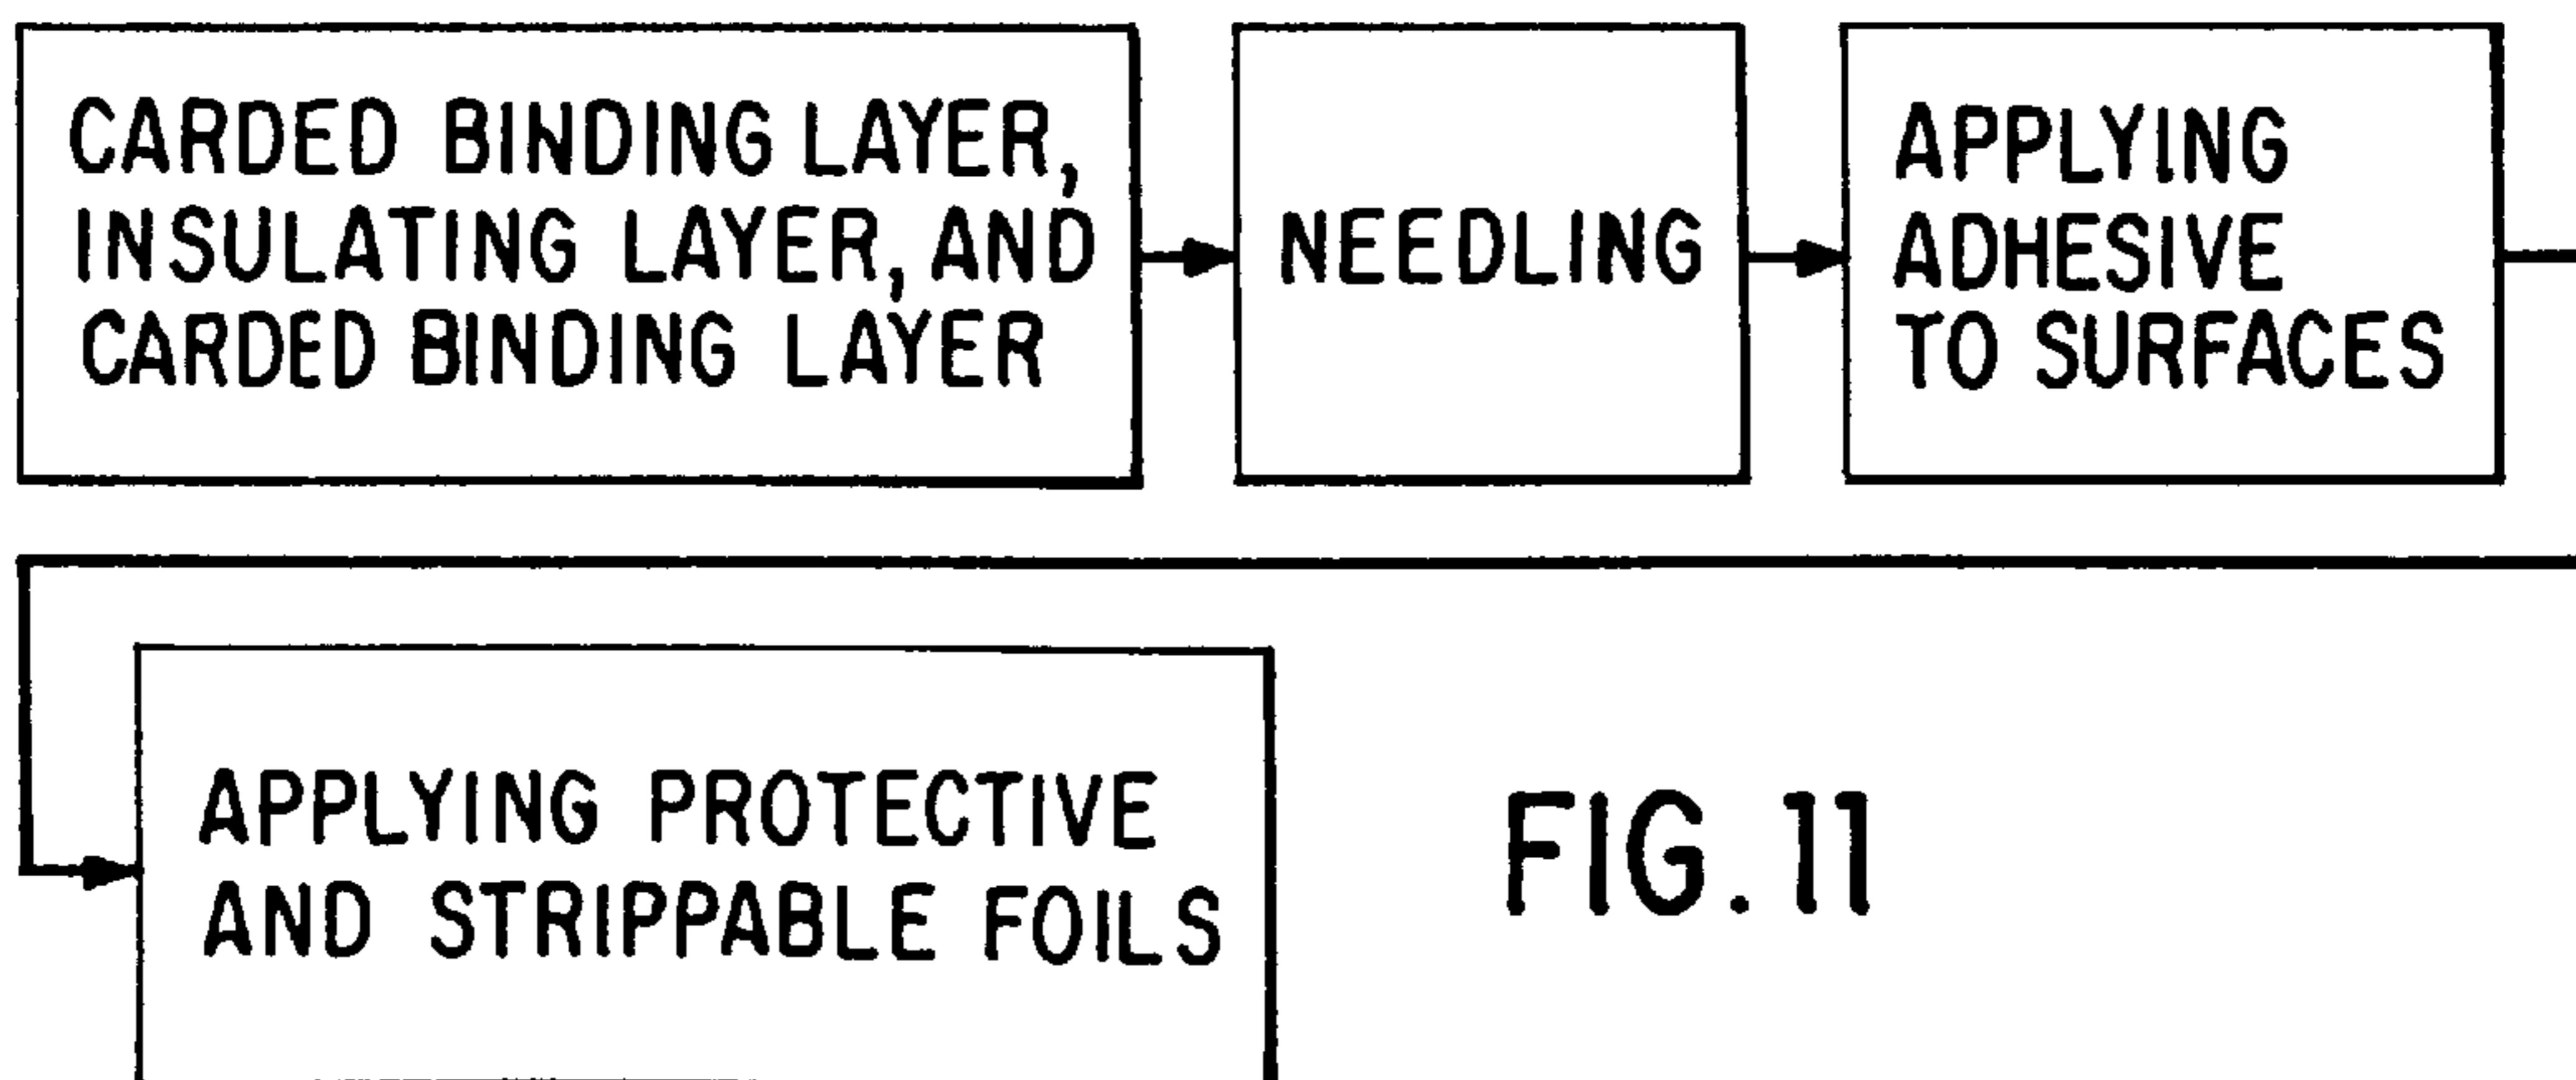 CARDED BINDING LAYER,
INSULATING LAYER, AND
CARDED BINDING LAYER
NEEDLING
APPLYING
ADHESIVE
TO SURFACES
APPLYING PROTECTIVE
AND STRIPPABLE FOILS
FIG. 11